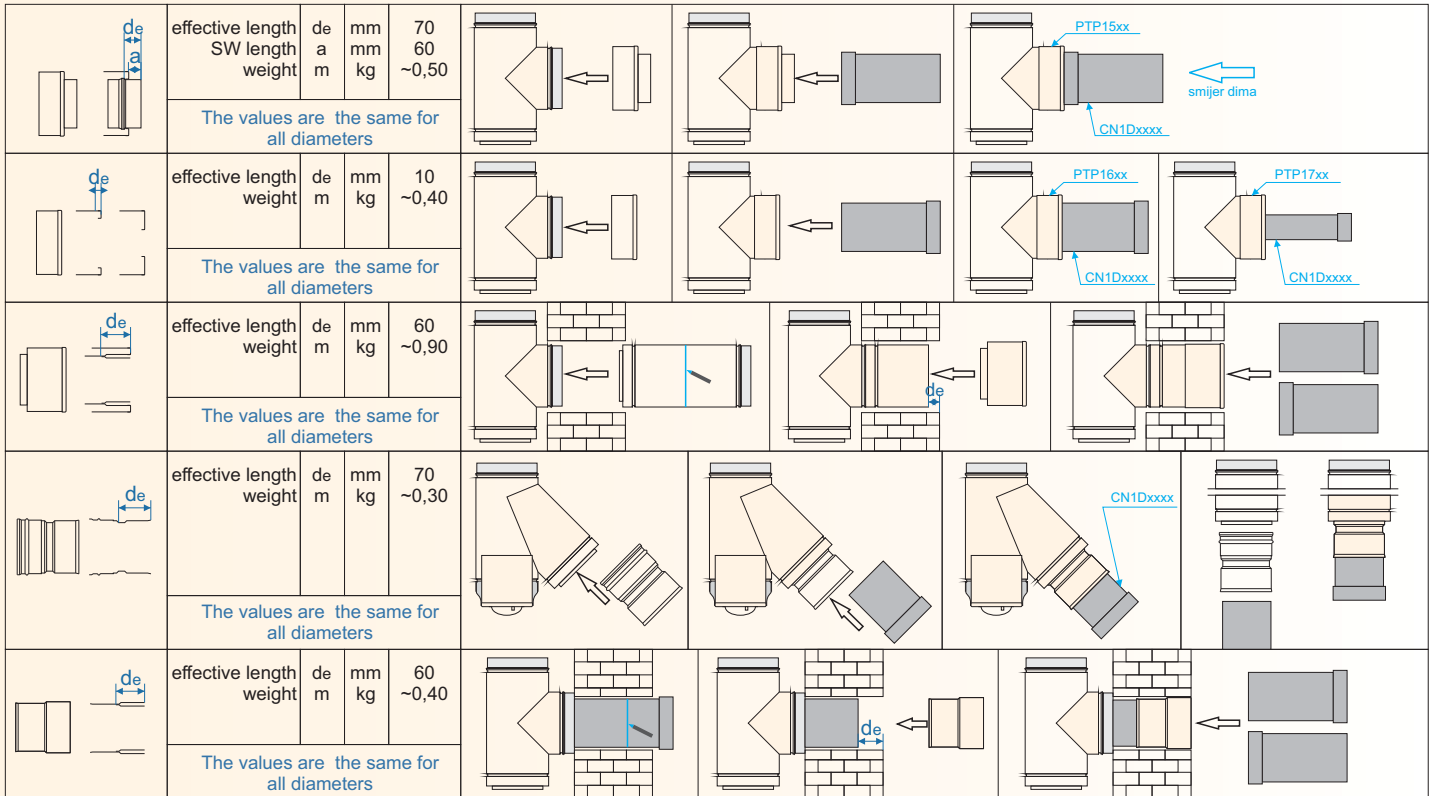 de
a
effective length de mm 70
SW length a mm 60
weight m kg ~0,50
The values are the same for
all diameters
PTP15xx
smijer dima
CN1Dxxxx
de
effective length de mm 10
weight m kg ~0,40
The values are the same for
all diameters
PTP16xx
CN1Dxxxx
PTP17xx
CN1Dxxxx
de
effective length de mm 60
weight m kg ~0,90
The values are the same for
all diameters
de
de
effective length de mm 70
weight m kg ~0,30
The values are the same for
all diameters
CN1Dxxxx
de
effective length de mm 60
weight m kg ~0,40
The values are the same for
all diameters
de